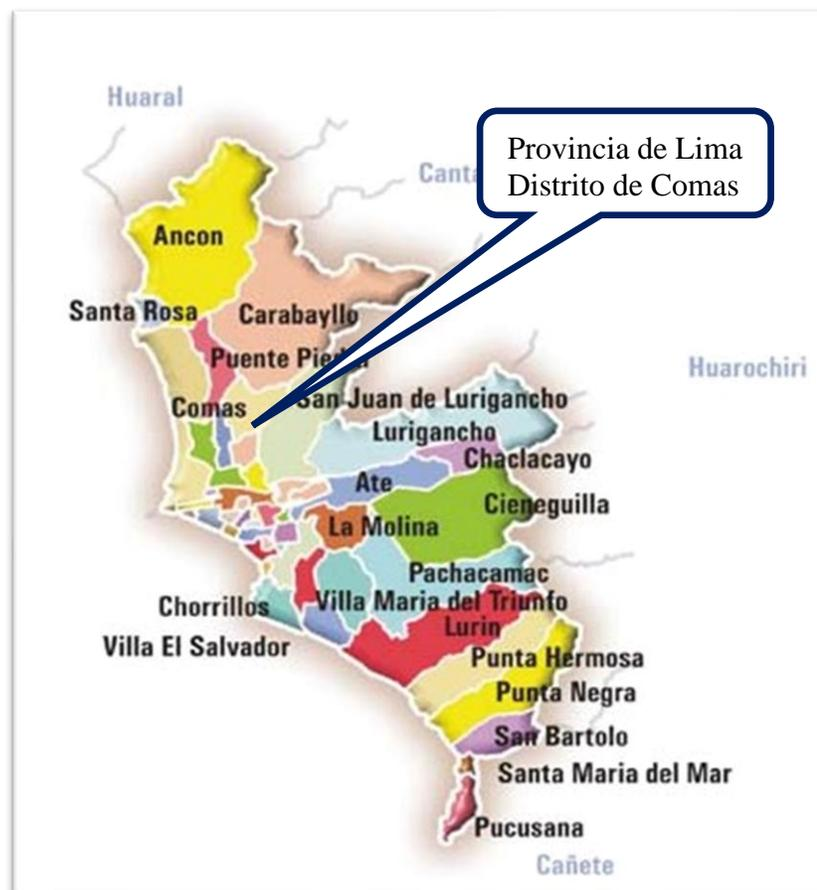 Huaral
Provincia de Lima
Distrito de Comas
Ancon
Santa Rosa
Carabayllo
Puente
Huarochiri
San Juan de Lurigancho
Comas
Lurigancho
Chaclacayo
Ate
Cieneguilla
La Molina
Pachacamac
Chorrillos
Villa Maria del Triunfo
Lurin
Villa El Salvador
Punta Hermosa
Punta Negra
San Bartolo
Santa Maria del Mar
Pucusana
Cañete